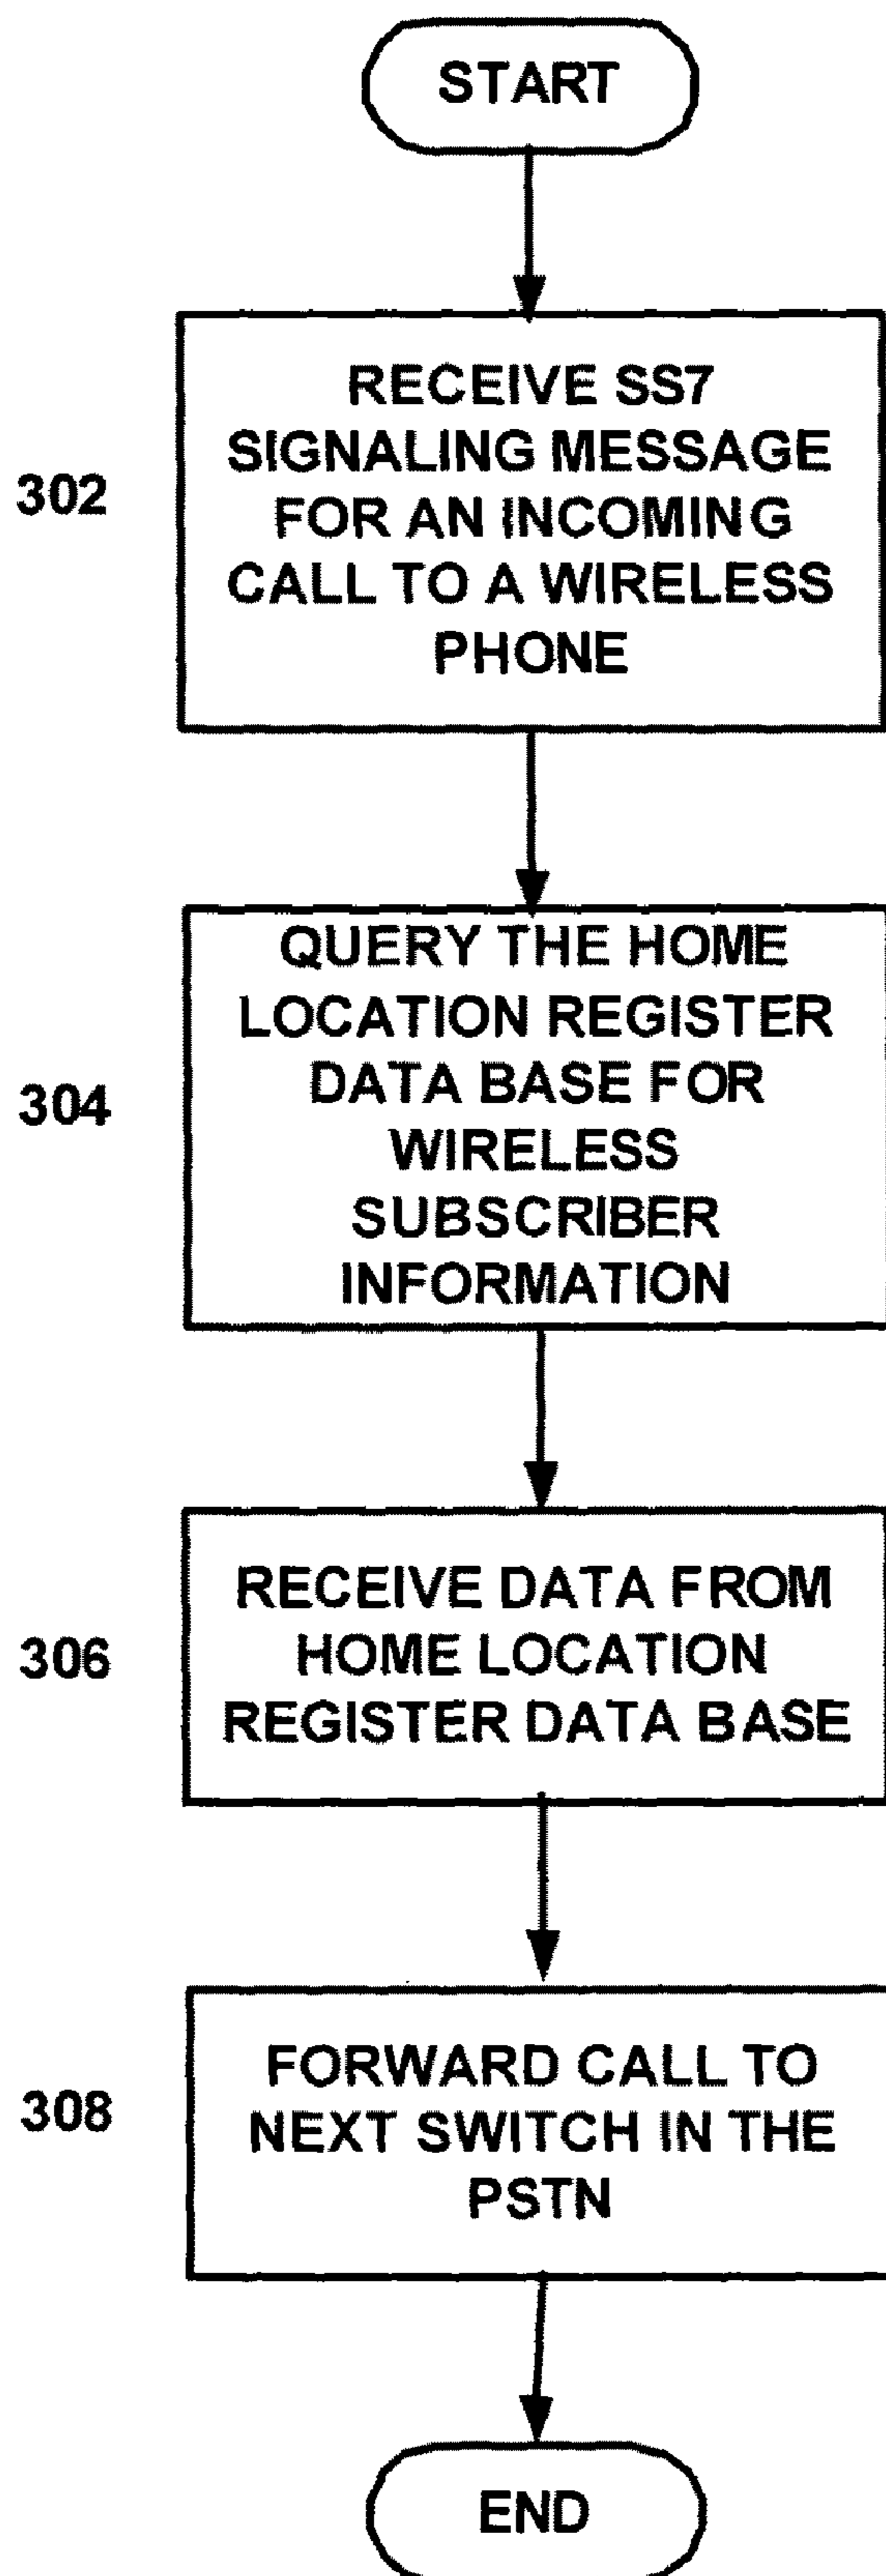 START
302
RECEIVE SS7
SIGNALING MESSAGE
FOR AN INCOMING
CALL TO A WIRELESS
PHONE
304
QUERY THE HOME
LOCATION REGISTER
DATA BASE FOR
WIRELESS
SUBSCRIBER
INFORMATION
306
RECEIVE DATA FROM
HOME LOCATION
REGISTER DATA BASE
308
FORWARD CALL TO
NEXT SWITCH IN THE
PSTN
END